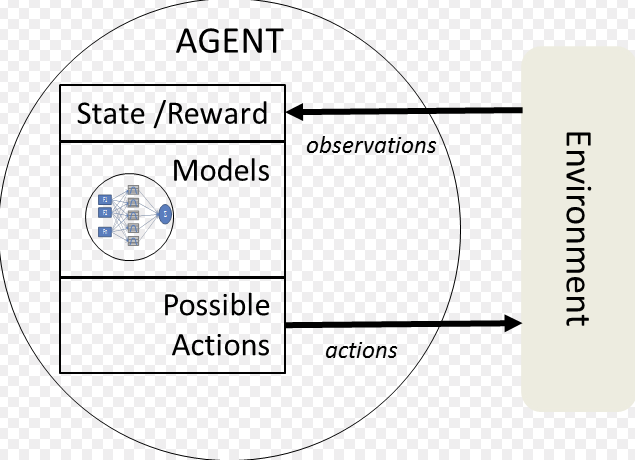 AGENT
State /Reward
observations
Models
Possible
Actions
actions
Environment